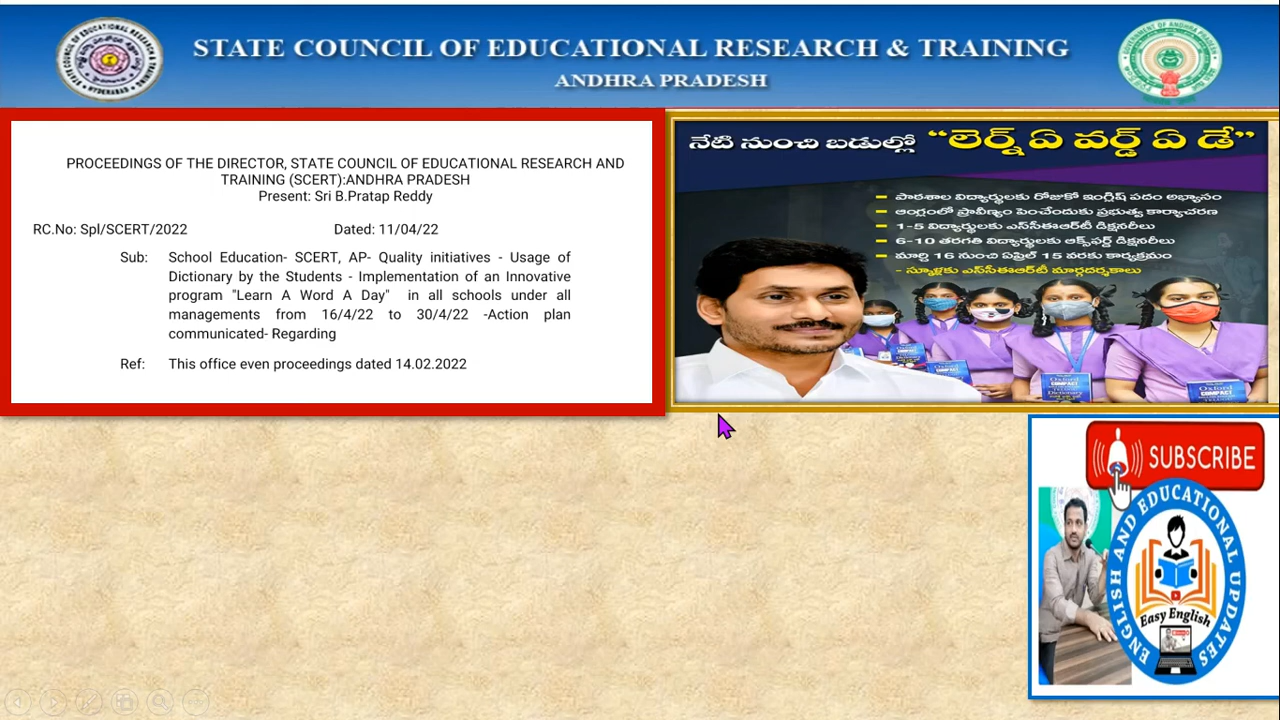 STATE COUNCIL OF EDUCATIONAL RESEARCH & TRAINING
ANDHRA PRADESH
PROCEEDINGS OF THE DIRECTOR, STATE COUNCIL OF EDUCATIONAL RESEARCH AND
TRAINING (SCERT):ANDHRA PRADESH
Present: Sri B.Pratap Reddy
RC.No: Spl/SCERT/2022 Dated: 11/04/22
Sub: School Education- SCERT, AP- Quality initiatives - Usage of
Dictionary by the Students - Implementation of an Innovative
program "Learn A Word A Day" in all schools under all
managements from 16/4/22 to 30/4/22 -Action plan
communicated- Regarding
Ref: This office even proceedings dated 14.02.2022
నేటి నుంచి బడుల్లో “లెర్న్ ఏ వర్డ్ ఏ డే”
పాఠశాల విద్యార్థులకు రోజుకో ఇంగ్లీష్ పదం అభ్యాసం
ఆంగ్లంలో ప్రావీణ్యం పెంచేందుకు ప్రభుత్వ కార్యాచరణ
1-5 విద్యార్థులకు ఎస్‌సీఈఆర్‌టీ డిక్షనరీలు
6-10 తరగతి విద్యార్థులకు ఆక్స్‌ఫర్డ్ డిక్షనరీలు
మార్చి 16 నుంచి ఏప్రిల్ 15 వరకు కార్యక్రమం
- స్కూళ్లకు ఎస్‌సీఈఆర్‌టీ మార్గదర్శకాలు
Oxford
COMPACT
Dictionary
Oxford
COMPACT
SUBSCRIBE
ENGLISH AND EDUCATIONAL UPDATES
Easy English